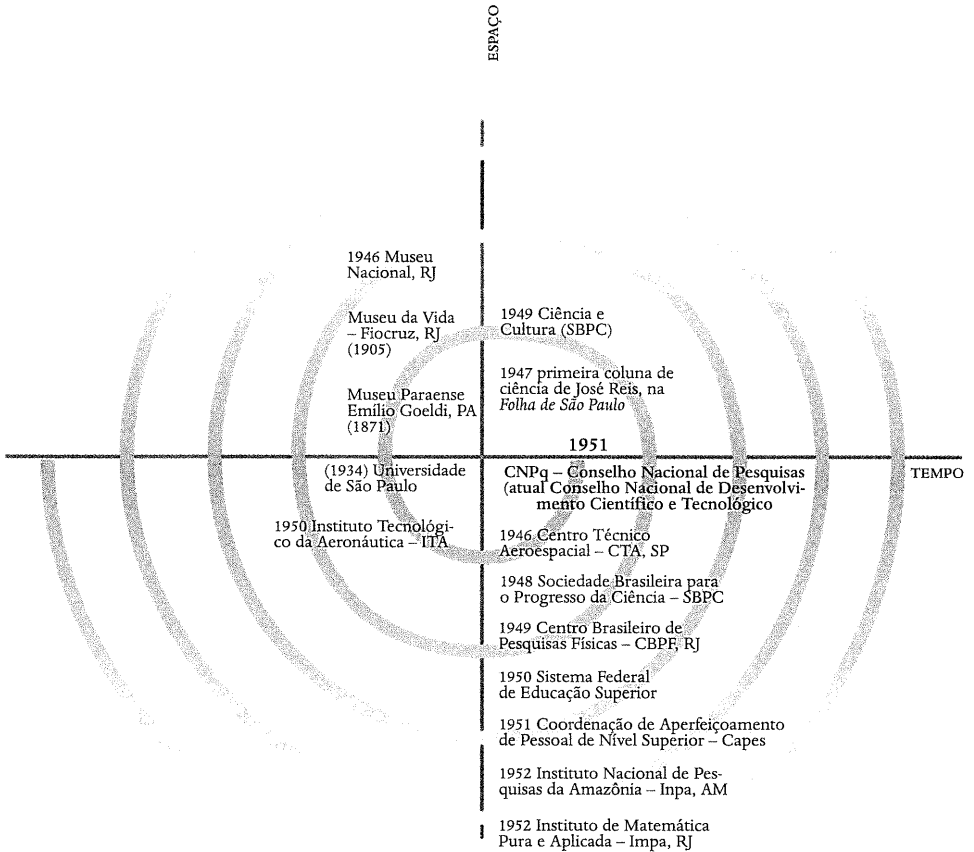 ESPAÇO
1946 Museu
Nacional, RJ
Museu da Vida
– Fiocruz, RJ
(1905)
Museu Paraense
Emílio Goeldi, PA
(1871)
1949 Ciência e
Cultura (SBPC)
1947 primeira coluna de
ciência de José Reis, na
Folha de São Paulo
1951
TEMPO
(1934) Universidade
de São Paulo
1950 Instituto Tecnológi-
co da Aeronáutica – ITA
CNPq – Conselho Nacional de Pesquisas
(atual Conselho Nacional de Desenvolvi-
mento Científico e Tecnológico
1946 Centro Técnico
Aeroespacial – CTA, SP
1948 Sociedade Brasileira para
o Progresso da Ciência – SBPC
1949 Centro Brasileiro de
Pesquisas Físicas – CBPF, RJ
1950 Sistema Federal
de Educação Superior
1951 Coordenação de Aperfeiçoamento
de Pessoal de Nível Superior – Capes
1952 Instituto Nacional de Pes-
quisas da Amazônia – Inpa, AM
1952 Instituto de Matemática
Pura e Aplicada – Impa, RJ